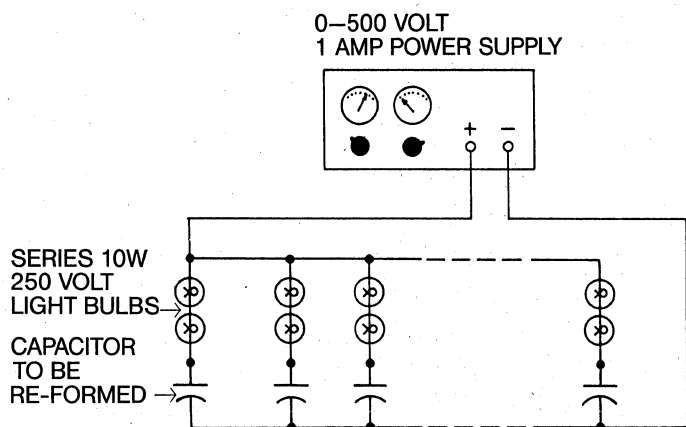 0–500 VOLT
1 AMP POWER SUPPLY
+ −
SERIES 10W
250 VOLT
LIGHT BULBS
CAPACITOR
TO BE
RE-FORMED